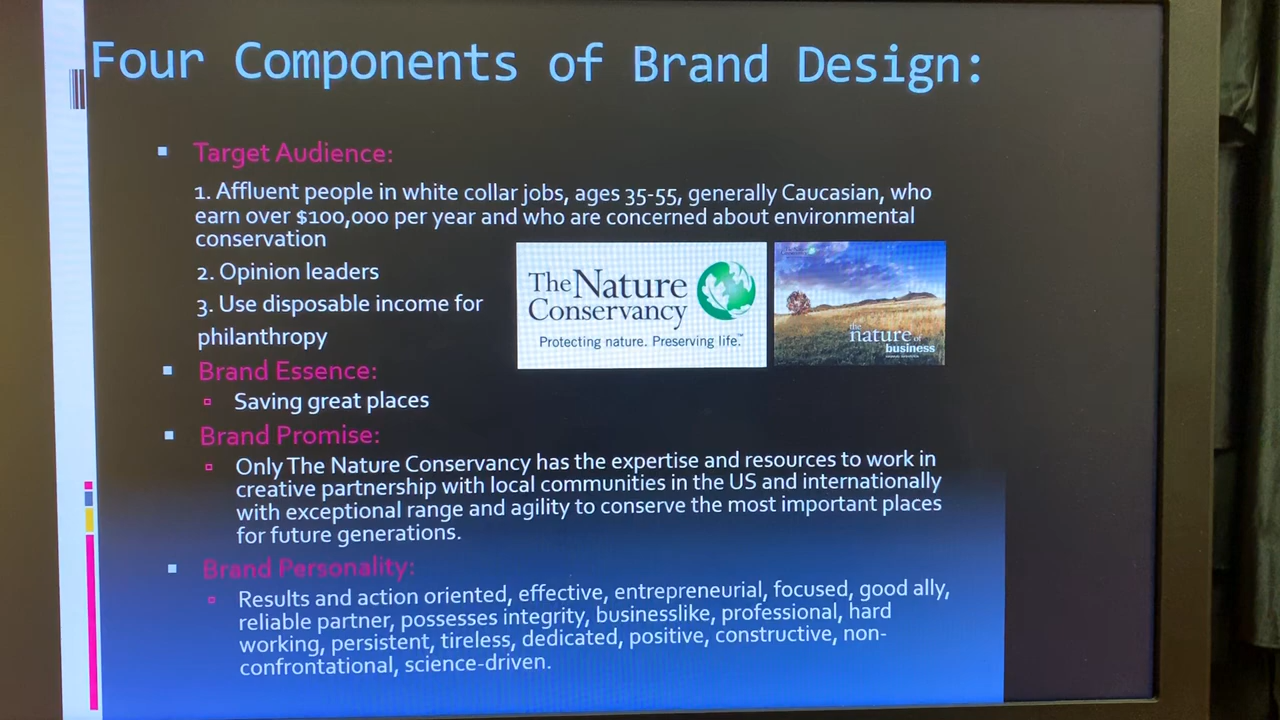 Four Components of Brand Design:
Target Audience:
1. Affluent people in white collar jobs, ages 35-55, generally Caucasian, who
earn over $100,000 per year and who are concerned about environmental
conservation
2. Opinion leaders
3. Use disposable income for
philanthropy
The Nature
Conservancy
Protecting nature. Preserving life.™
the
nature of
business
Brand Essence:
Saving great places
Brand Promise:
Only The Nature Conservancy has the expertise and resources to work in
creative partnership with local communities in the US and internationally
with exceptional range and agility to conserve the most important places
for future generations.
Brand Personality:
Results and action oriented, effective, entrepreneurial, focused, good ally,
reliable partner, possesses integrity, businesslike, professional, hard
working, persistent, tireless, dedicated, positive, constructive, non-
confrontational, science-driven.